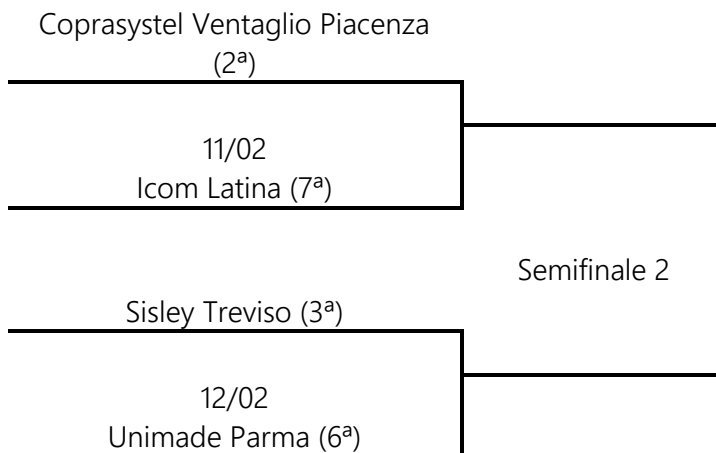 Coprasystel Ventaglio Piacenza
(2ª)
11/02
Icom Latina (7ª)
Semifinale 2
Sisley Treviso (3ª)
12/02
Unimade Parma (6ª)